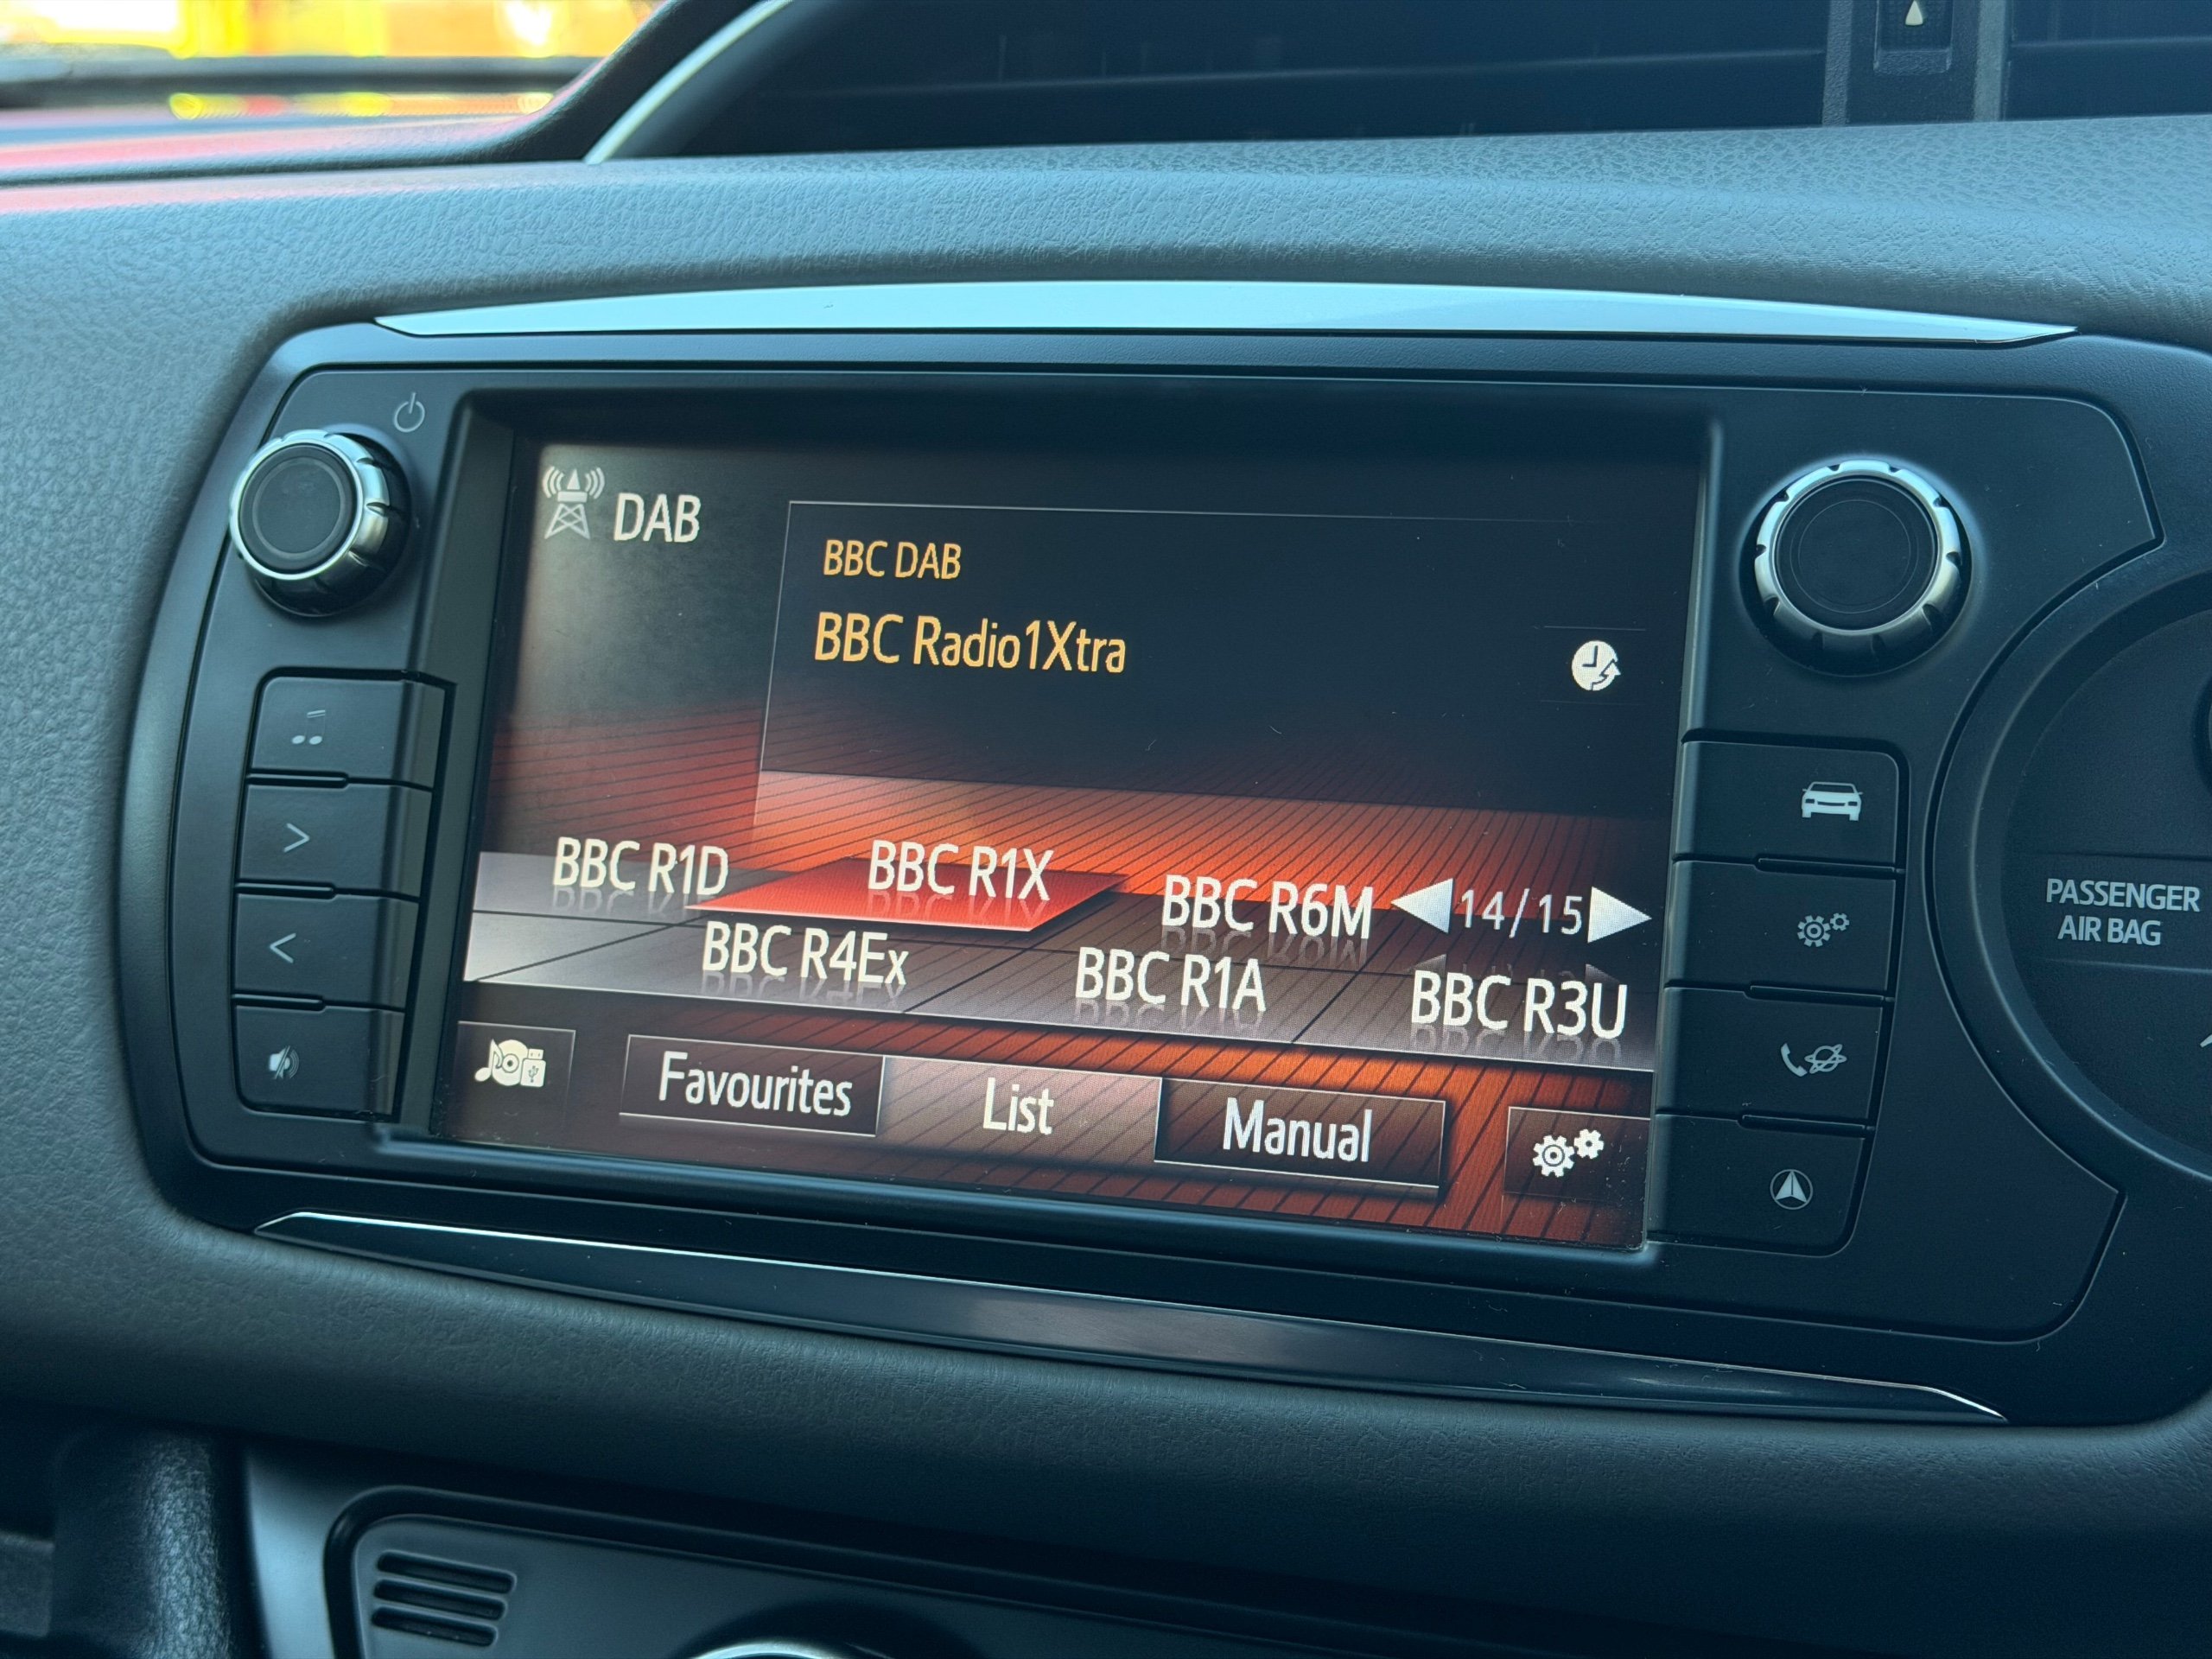 DAB
BBC DAB
BBC Radio1Xtra
BBC R1D BBC R1X BBC R6M 14/15
BBC R4Ex BBC R1A BBC R3U
Favourites List Manual
PASSENGER
AIR BAG